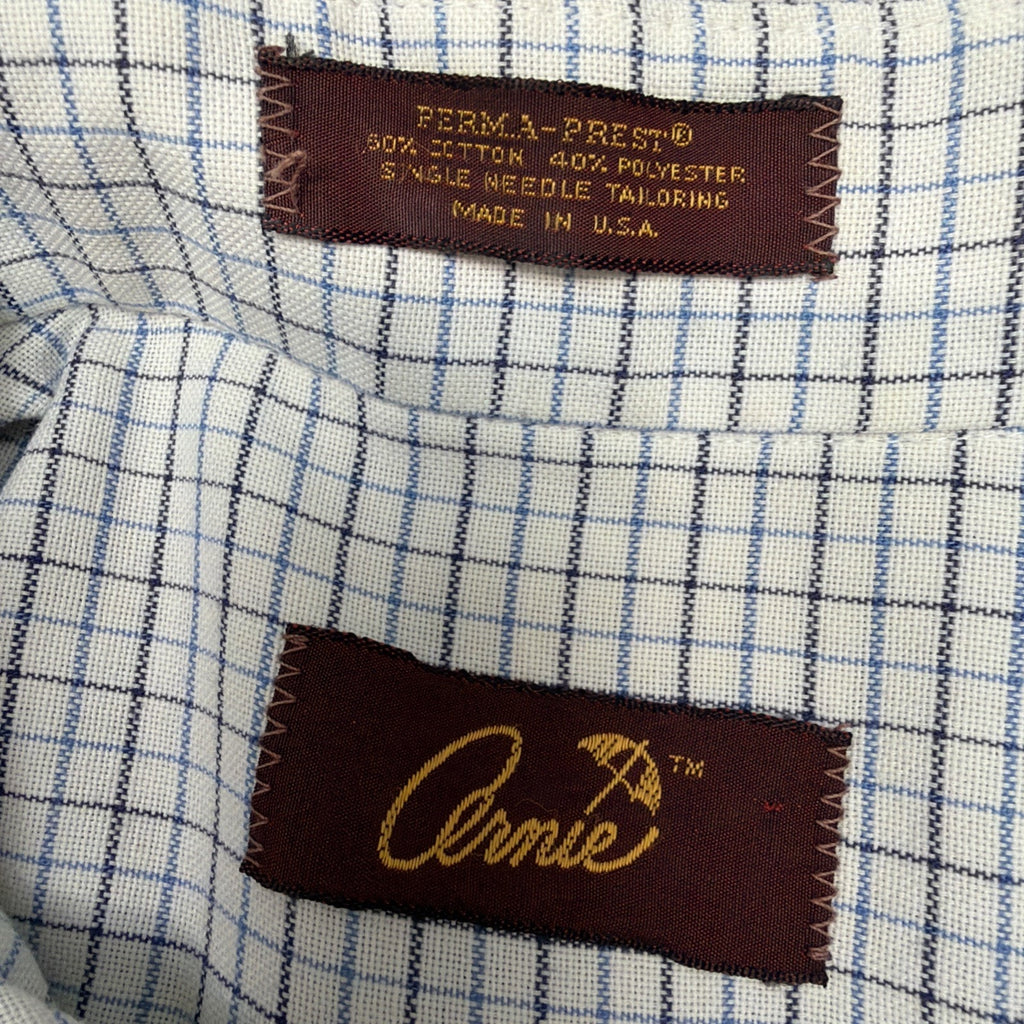 PERMA-PREST®
60% COTTON 40% POLYESTER
SINGLE NEEDLE TAILORING
MADE IN U.S.A.
Arnie™